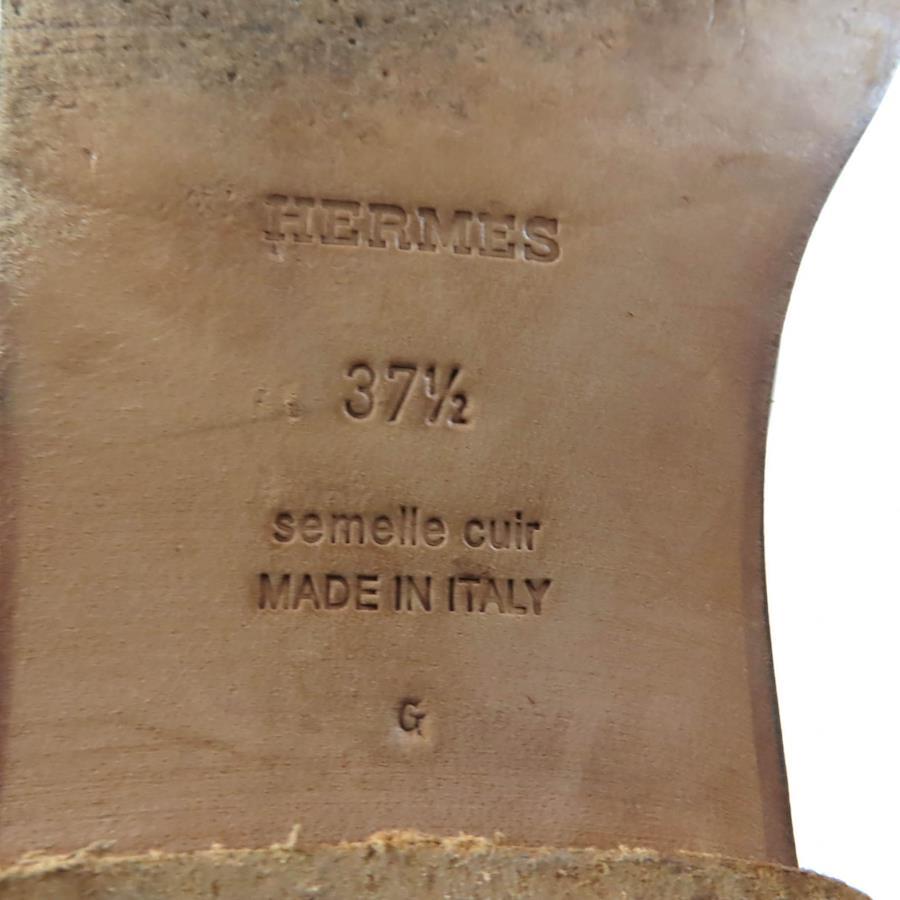 HERMES
37½
semelle cuir
MADE IN ITALY
G